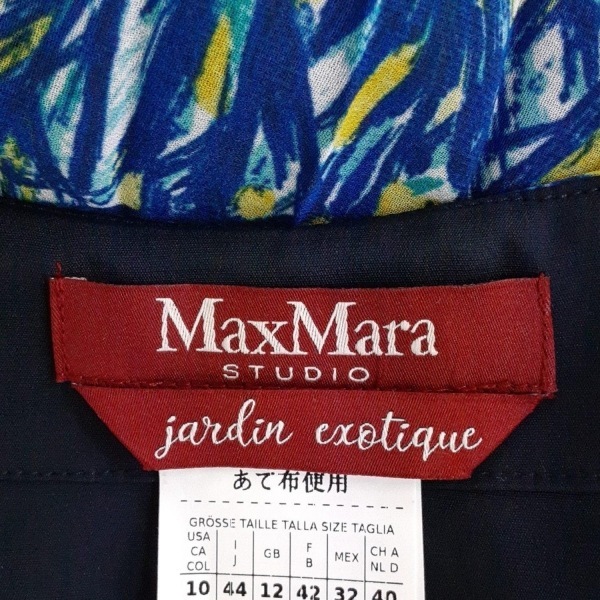 MaxMara
STUDIO
jardin exotique
あて布使用
GRÖSSE TAILLE TALLA SIZE TAGLIA
USA CA COL I J GB F B MEX CH A NL D
10 44 12 42 32 40